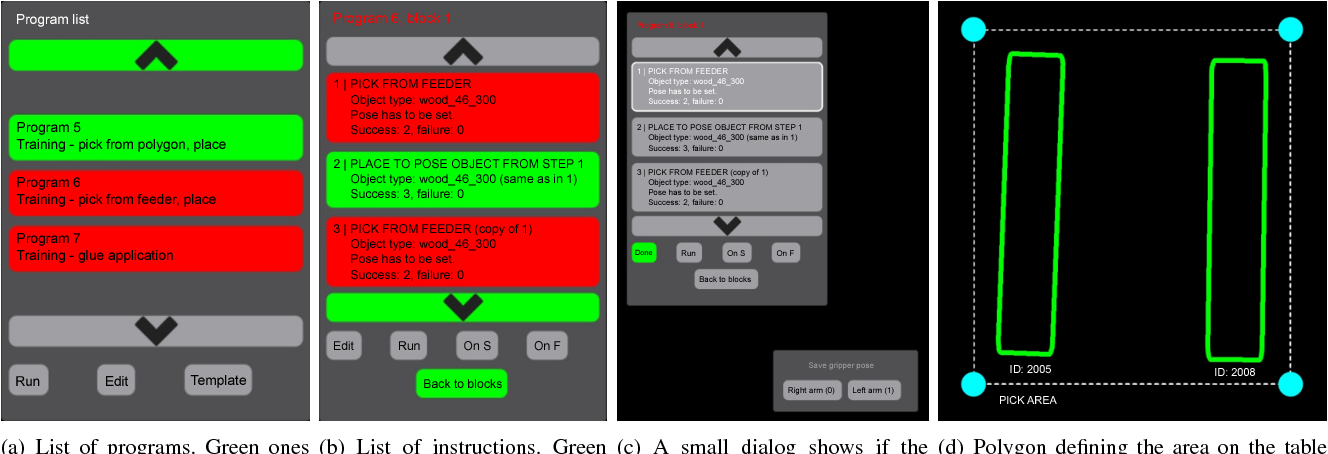 Program list
Program 5
Training - pick from polygon, place
Program 6
Training - pick from feeder, place
Program 7
Training - glue application
Run
Edit
Template
Program 6, block 1
1 | PICK FROM FEEDER
Object type: wood_46_300
Pose has to be set.
Success: 2, failure: 0
2 | PLACE TO POSE OBJECT FROM STEP 1
Object type: wood_46_300 (same as in 1)
Success: 3, failure: 0
3 | PICK FROM FEEDER (copy of 1)
Object type: wood_46_300
Pose has to be set.
Success: 2, failure: 0
Edit
Run
On S
On F
Back to blocks
Program 6, block 1
1 | PICK FROM FEEDER
Object type: wood_46_300
Pose has to be set.
Success: 2, failure: 0
2 | PLACE TO POSE OBJECT FROM STEP 1
Object type: wood_46_300 (same as in 1)
Success: 3, failure: 0
3 | PICK FROM FEEDER (copy of 1)
Object type: wood_46_300
Pose has to be set.
Success: 2, failure: 0
Done
Run
On S
On F
Back to blocks
Save gripper pose
Right arm (0)
Left arm (1)
ID: 2005
ID: 2008
PICK AREA
(a) List of programs. Green ones
(b) List of instructions. Green
(c) A small dialog shows if the
(d) Polygon defining the area on the table